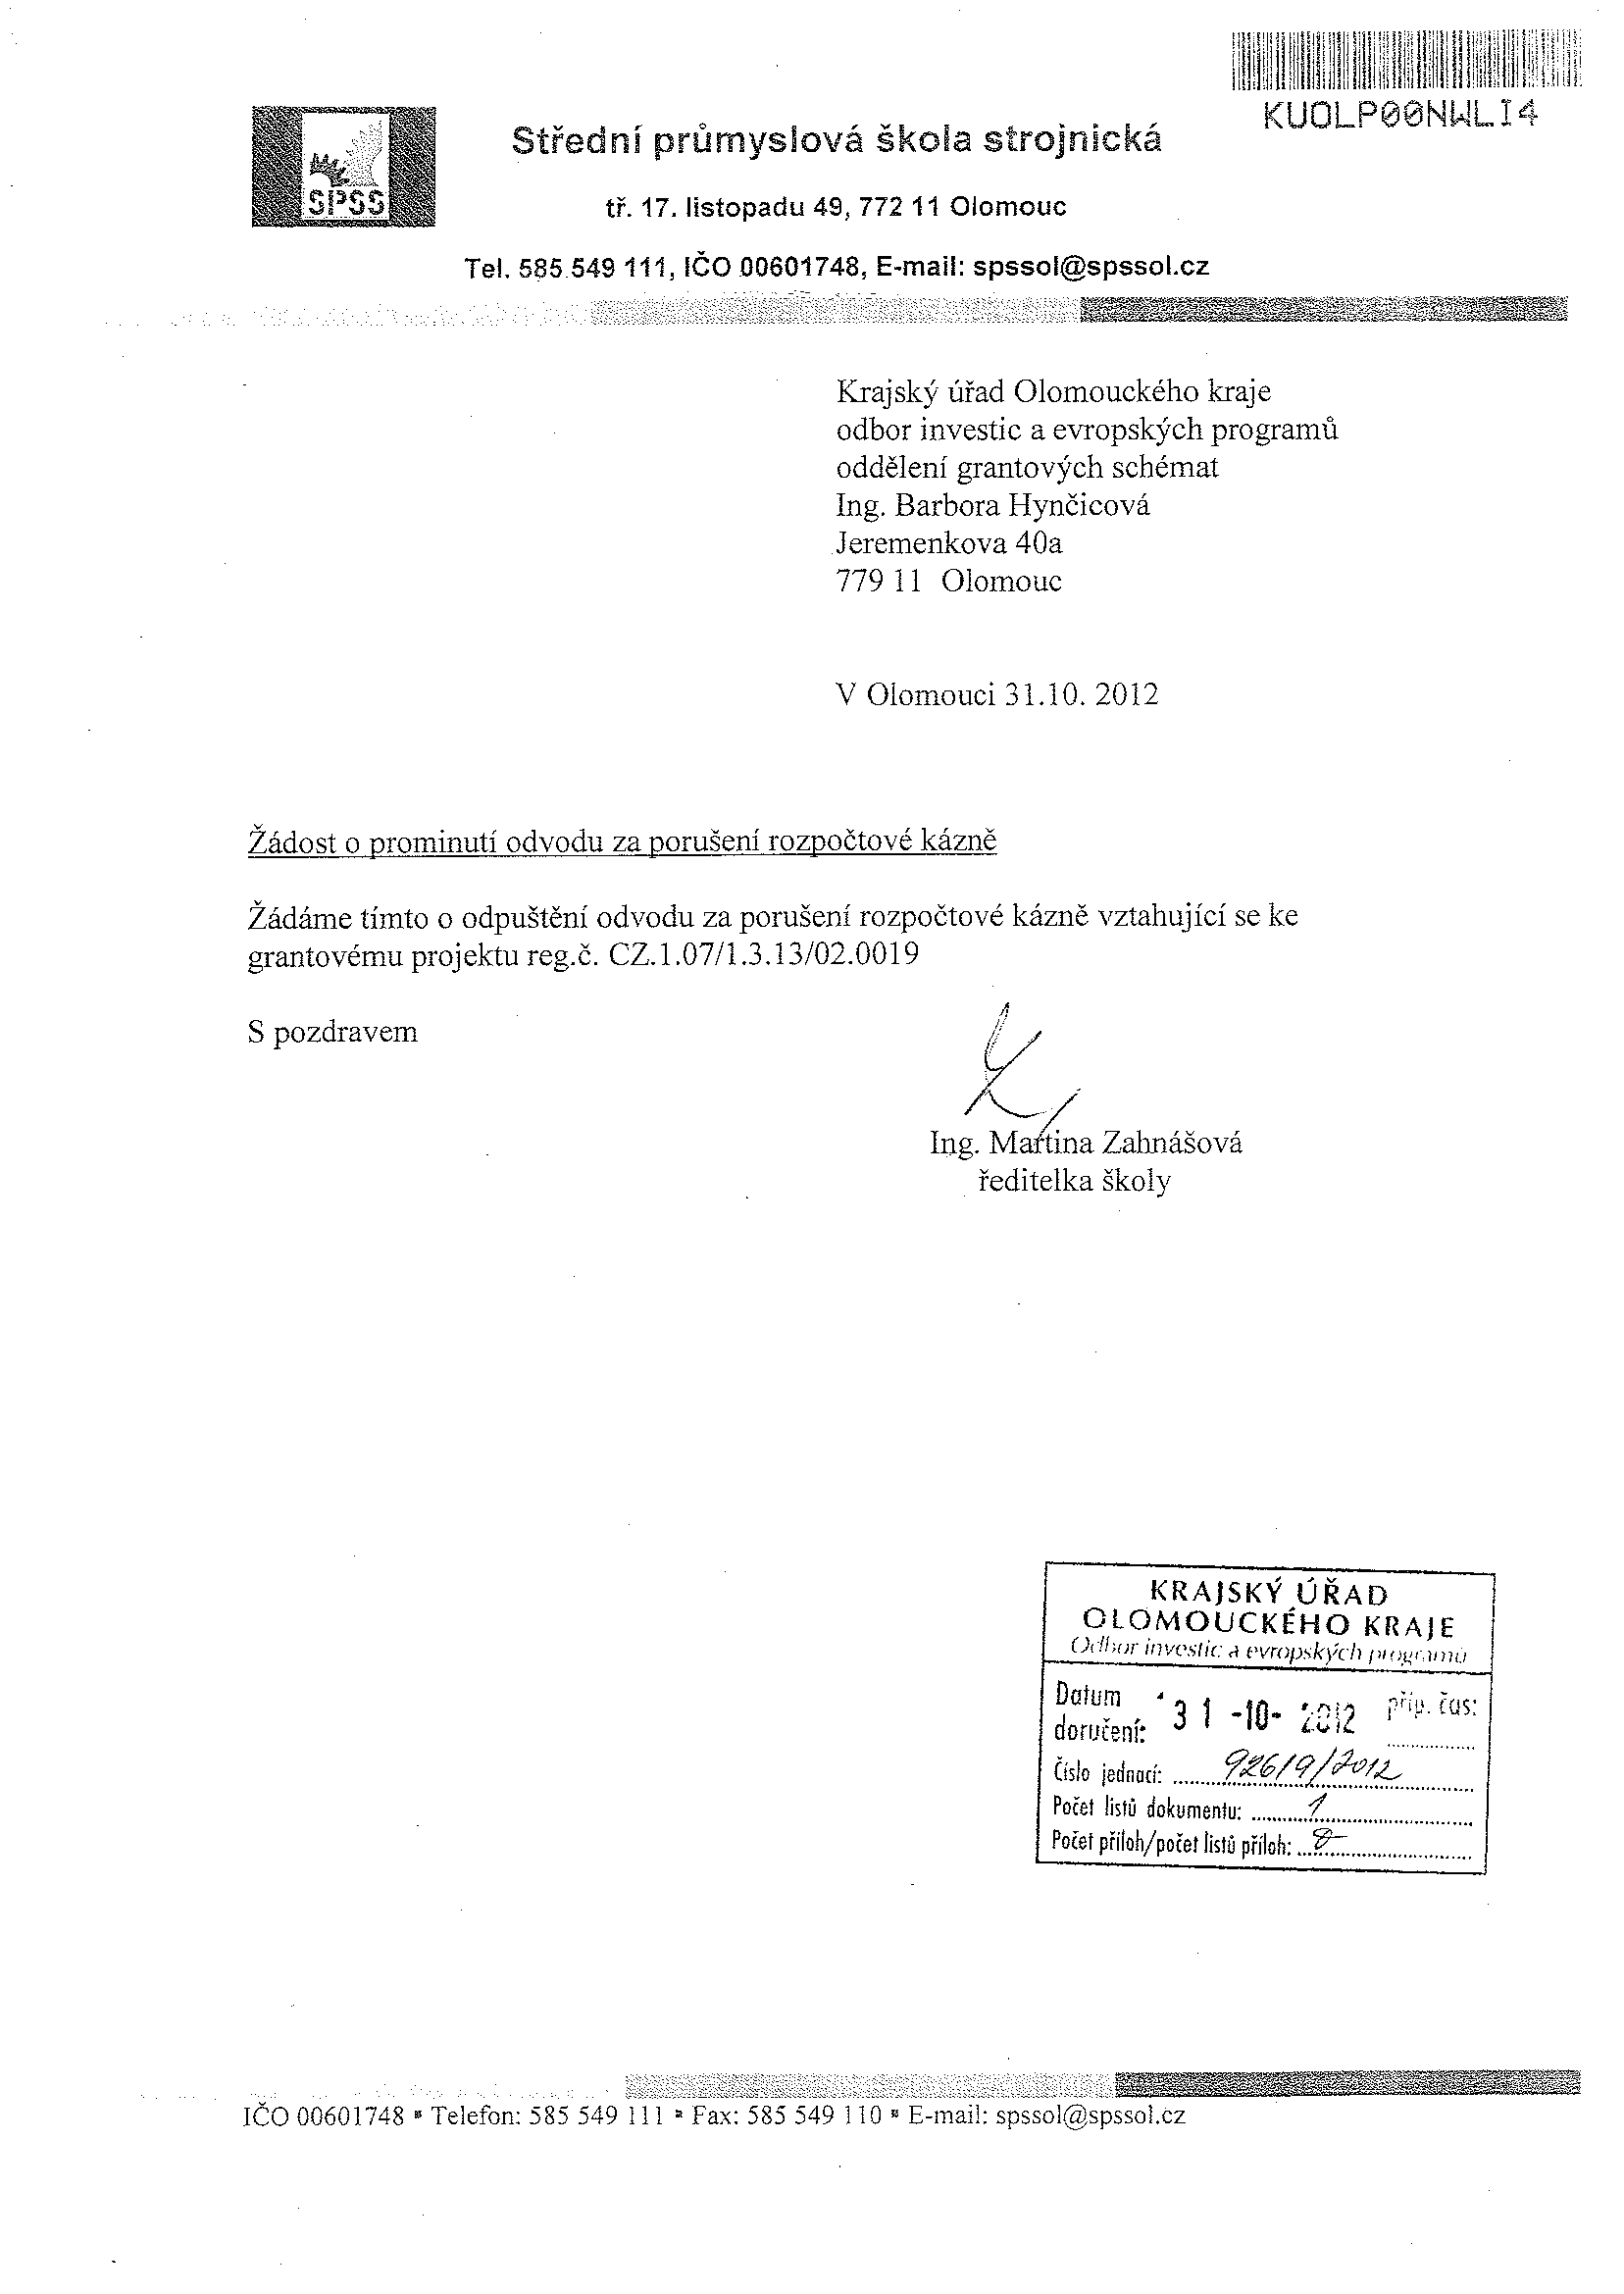 KUOLP00NWLI4
SPSS
Střední průmyslová škola strojnická
tř. 17. listopadu 49, 772 11 Olomouc
Tel. 585 549 111, IČO 00601748, E-mail: spssol@spssol.cz
Krajský úřad Olomouckého kraje
odbor investic a evropských programů
oddělení grantových schémat
Ing. Barbora Hynčicová
Jeremenkova 40a
779 11 Olomouc
V Olomouci 31.10. 2012
Žádost o prominutí odvodu za porušení rozpočtové kázně
Žádáme tímto o odpuštění odvodu za porušení rozpočtové kázně vztahující se ke
grantovému projektu reg.č. CZ.1.07/1.3.13/02.0019
S pozdravem
Ing. Martina Zahnášová
ředitelka školy
KRAJSKÝ ÚŘAD
OLOMOUCKÉHO KRAJE
Odbor investic a evropských programů
Datum doručení: 31 -10- 2012 příp. čas:
Číslo jednací: 92619/2012
Počet listů dokumentu: 1
Počet příloh/počet listů příloh: 0
IČO 00601748 ▪ Telefon: 585 549 111 ▪ Fax: 585 549 110 ▪ E-mail: spssol@spssol.cz